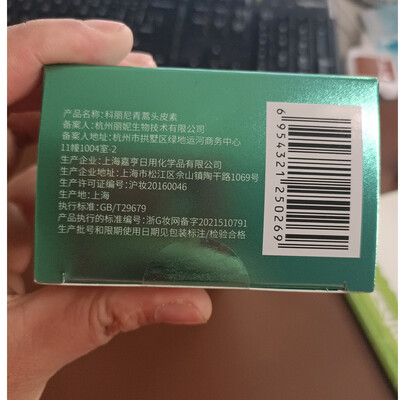 产品名称：科丽尼青蒿头皮素
备案人：杭州丽妮生物技术有限公司
备案人地址：杭州市拱墅区绿地运河商务中心
11幢1004室-2
生产企业：上海嘉亨日用化学品有限公司
生产企业地址：上海市松江区佘山镇陶干路1069号
生产许可证编号：沪妆20160046
生产地：上海
执行标准：GB/T29679
产品执行的标准编号：浙G妆网备字2021510791
生产批号和限期使用日期见包装标注/检验合格
6954321250269